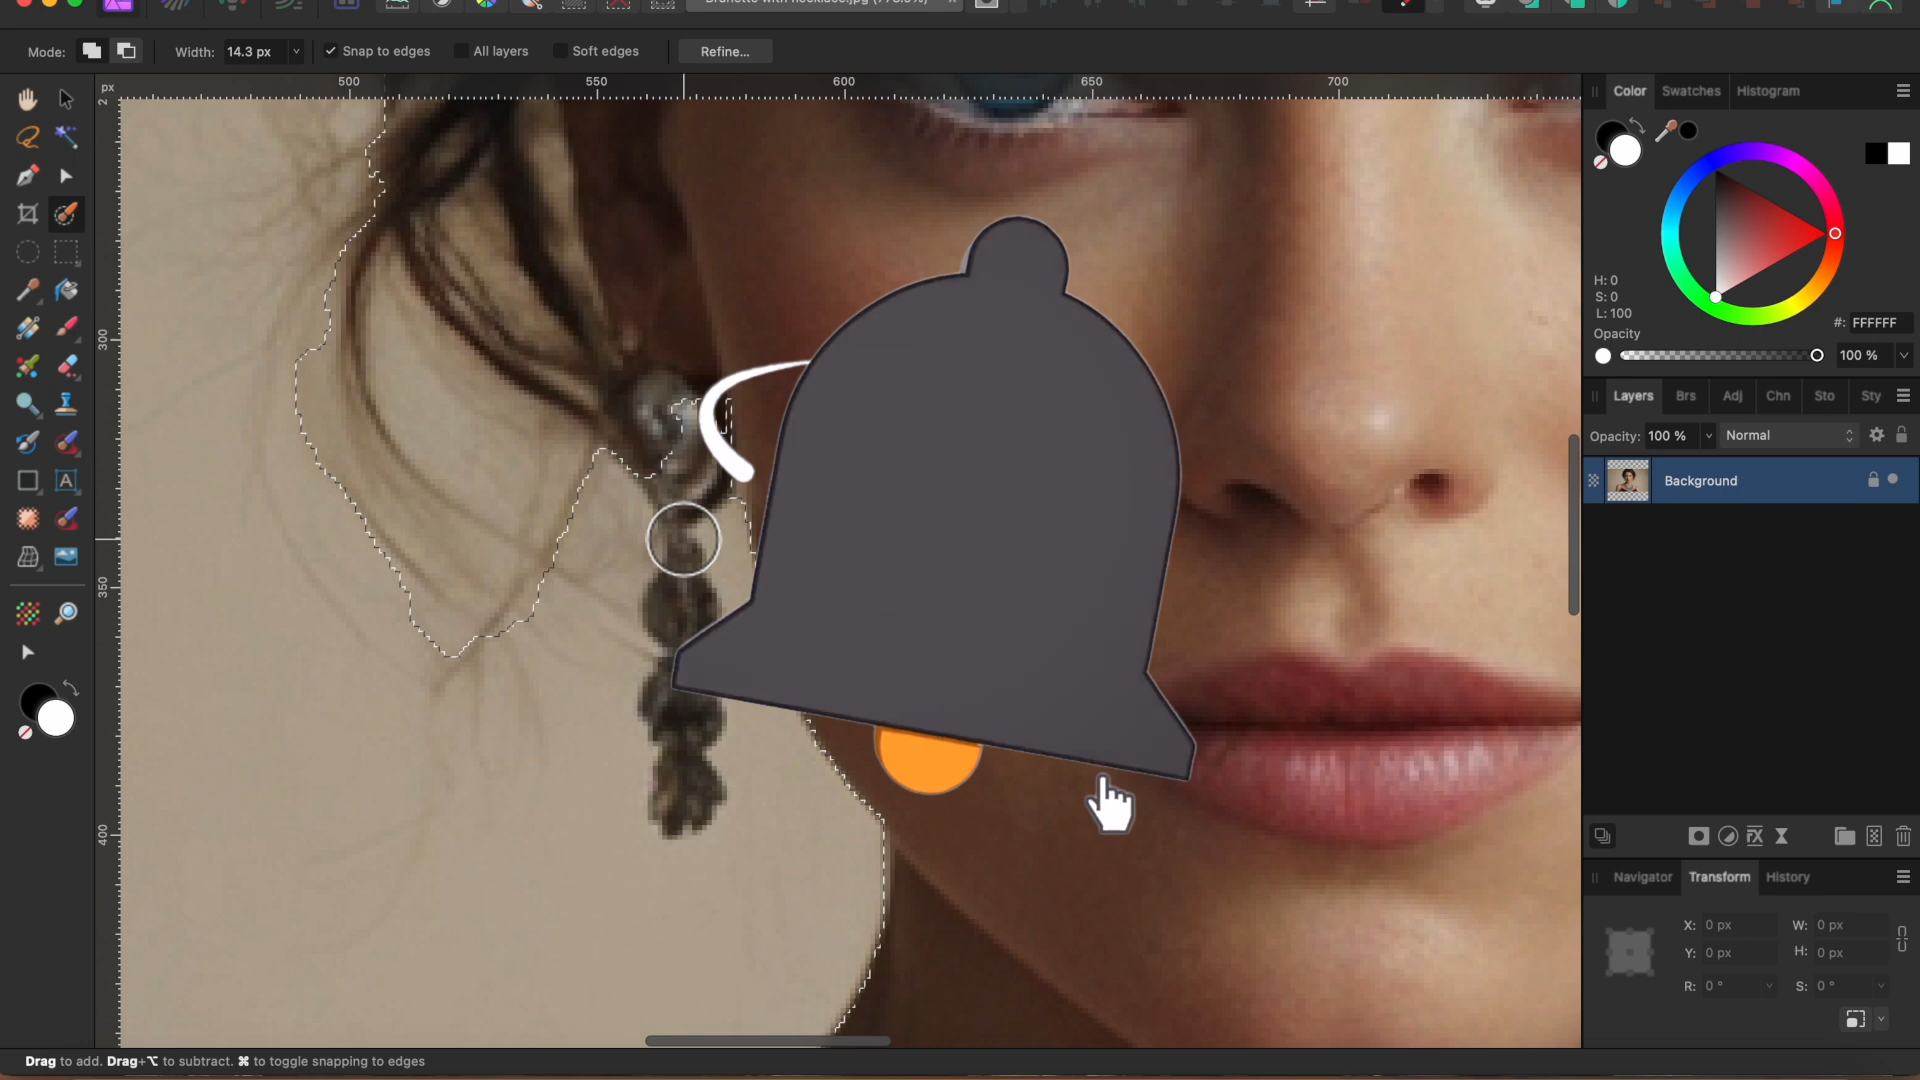 Mode:
Width: 14.3 px
Snap to edges
All layers
Soft edges
Refine...
px
500
550
600
650
700
2
300
350
400
Color
Swatches
Histogram
H: 0
S: 0
L: 100
#: FFFFFF
Opacity
100 %
Layers
Brs
Adj
Chn
Sto
Sty
Opacity: 100 %
Normal
Background
Navigator
Transform
History
X: 0 px
W: 0 px
Y: 0 px
H: 0 px
R: 0 °
S: 0 °
Drag to add. Drag+⌥ to subtract. ⌘ to toggle snapping to edges